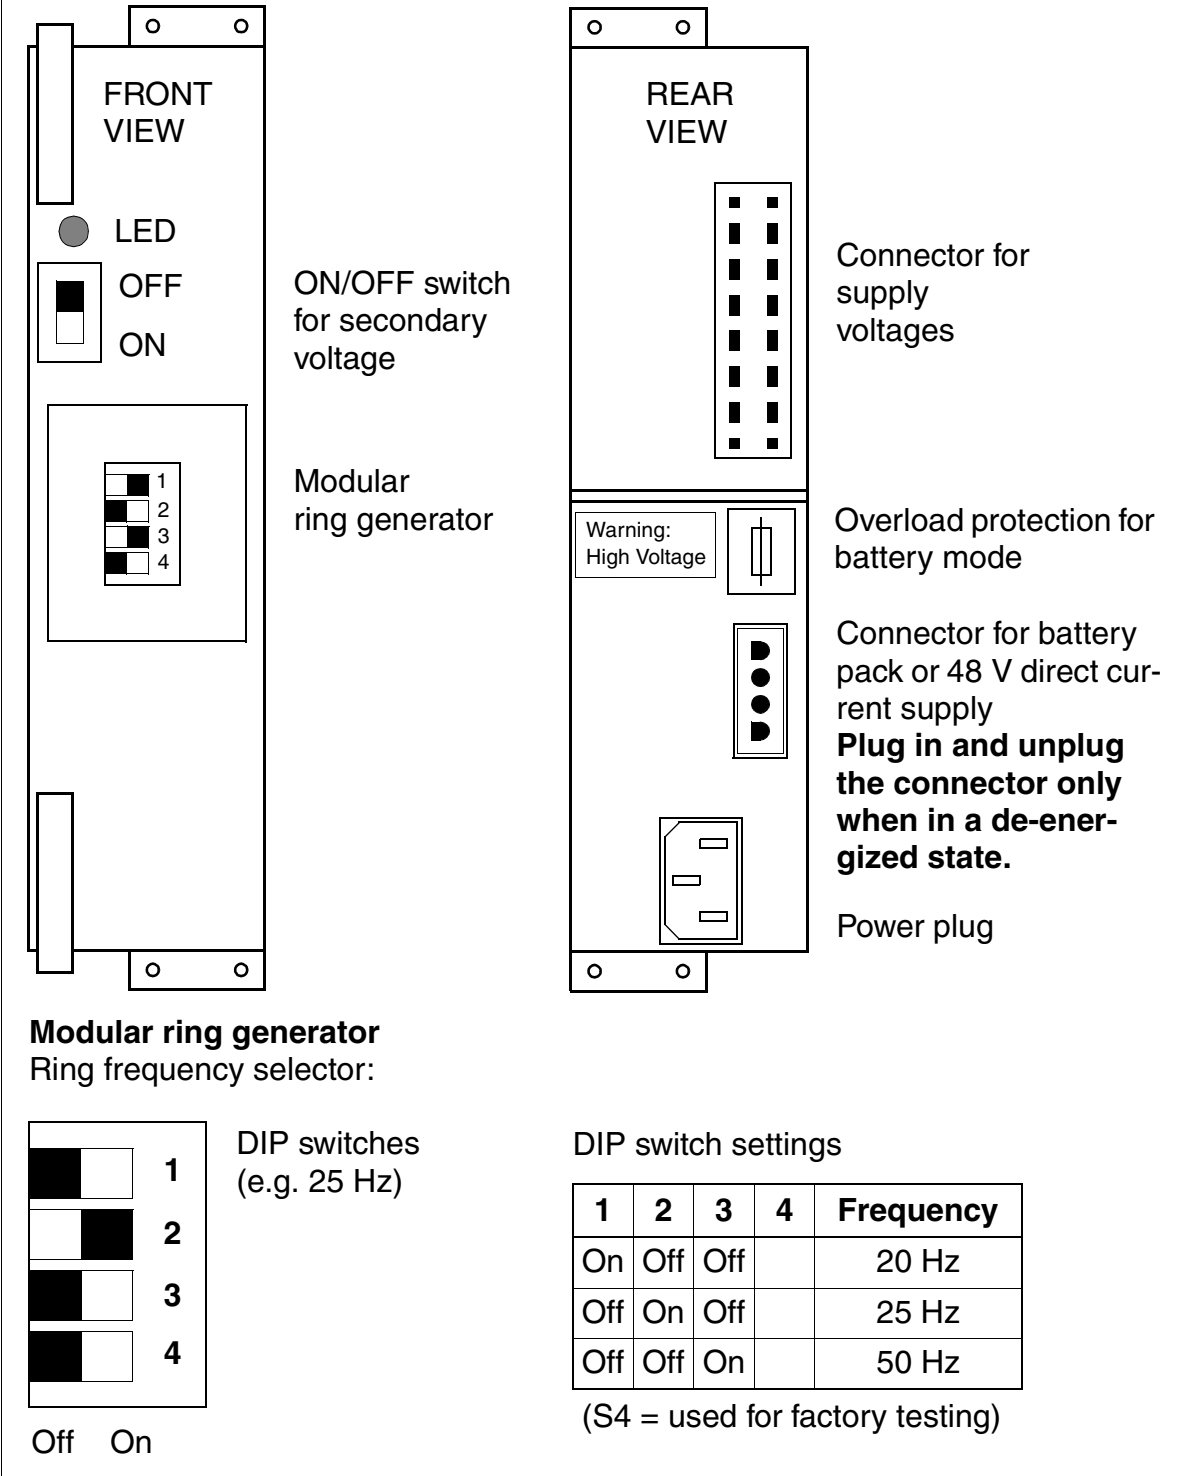 FRONT
VIEW
LED
OFF
ON
ON/OFF switch
for secondary
voltage
1
2
3
4
Modular
ring generator
REAR
VIEW
Connector for
supply
voltages
Warning:
High Voltage
Overload protection for
battery mode
Connector for battery
pack or 48 V direct cur-
rent supply
Plug in and unplug
the connector only
when in a de-ener-
gized state.
Power plug
Modular ring generator
Ring frequency selector:
1
2
3
4
Off On
DIP switches
(e.g. 25 Hz)
DIP switch settings
1 2 3 4 Frequency
On Off Off 20 Hz
Off On Off 25 Hz
Off Off On 50 Hz
(S4 = used for factory testing)